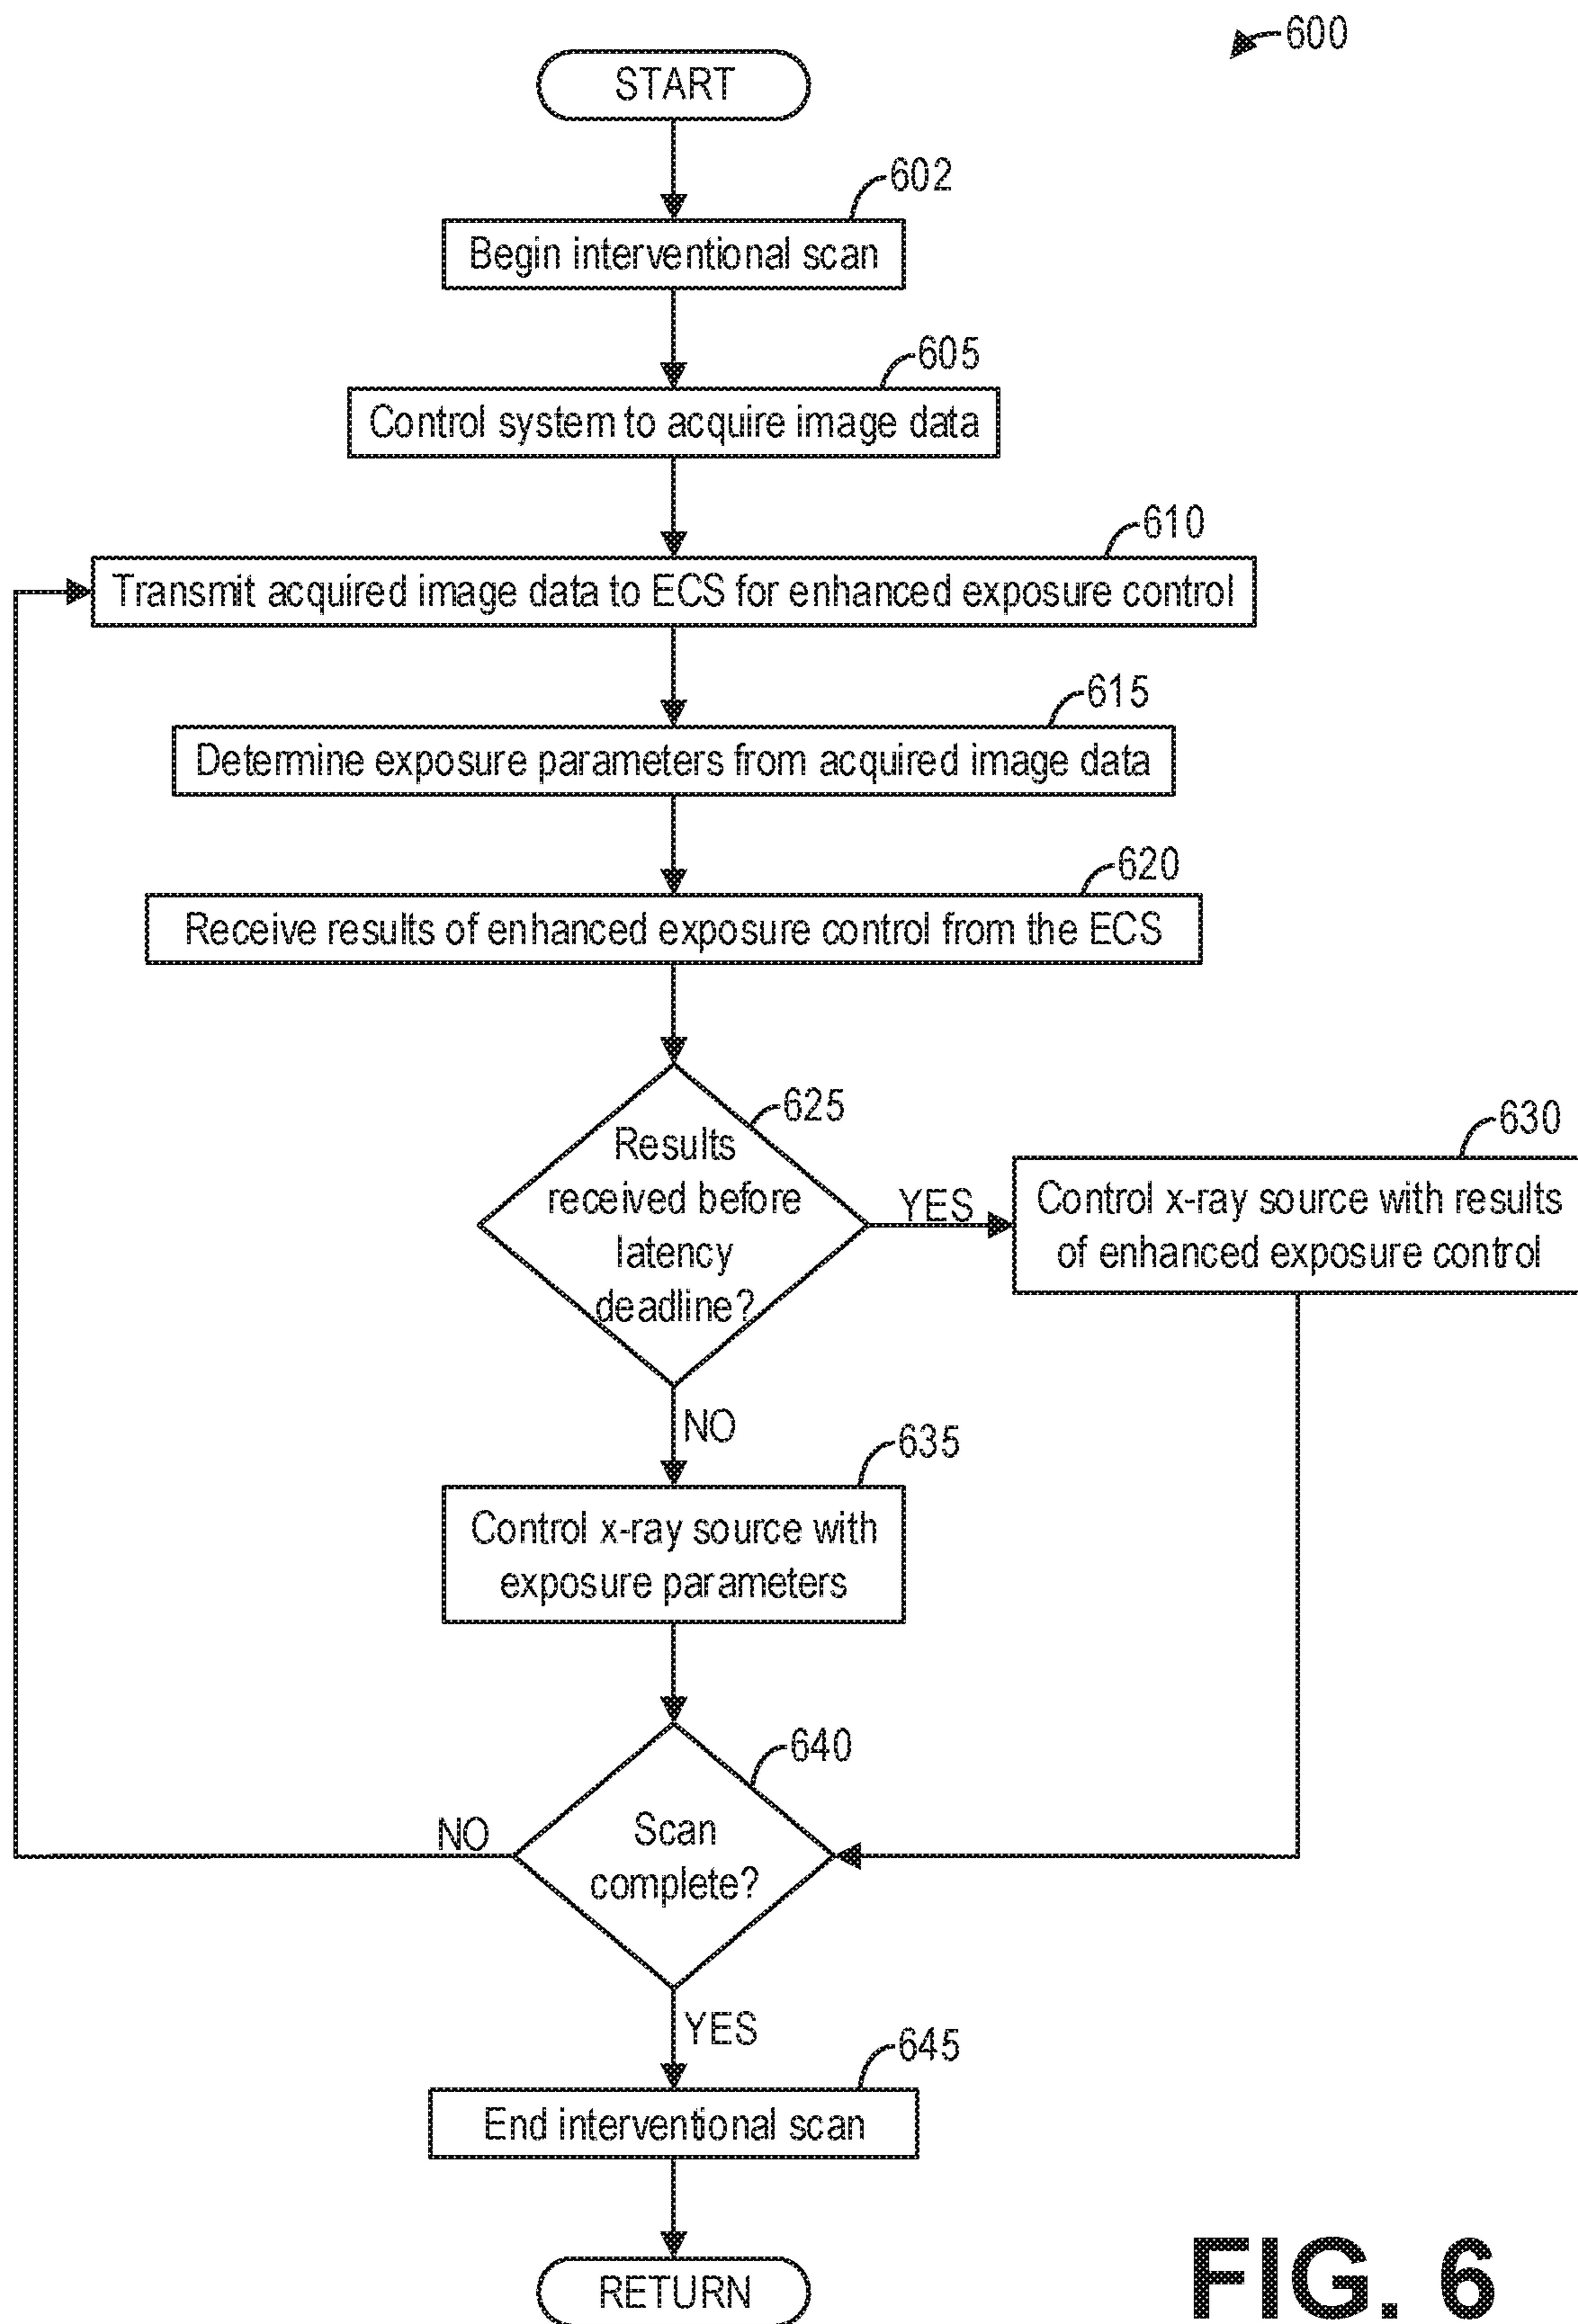 600
START
602
Begin interventional scan
605
Control system to acquire image data
610
Transmit acquired image data to ECS for enhanced exposure control
615
Determine exposure parameters from acquired image data
620
Receive results of enhanced exposure control from the ECS
625
Results
received before
latency
deadline?
YES
630
Control x-ray source with results
of enhanced exposure control
NO
635
Control x-ray source with
exposure parameters
640
Scan
complete?
NO
YES
645
End interventional scan
RETURN
FIG. 6